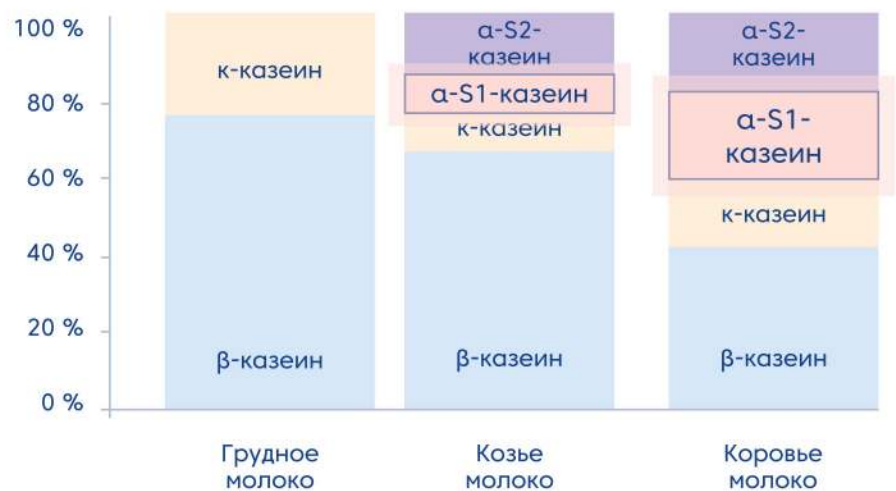 100 %
80 %
60 %
40 %
20 %
0 %
к-казеин
β-казеин
α-S2-
казеин
α-S1-казеин
к-казеин
β-казеин
α-S2-
казеин
α-S1-
казеин
к-казеин
β-казеин
Грудное
молоко
Козье
молоко
Коровье
молоко